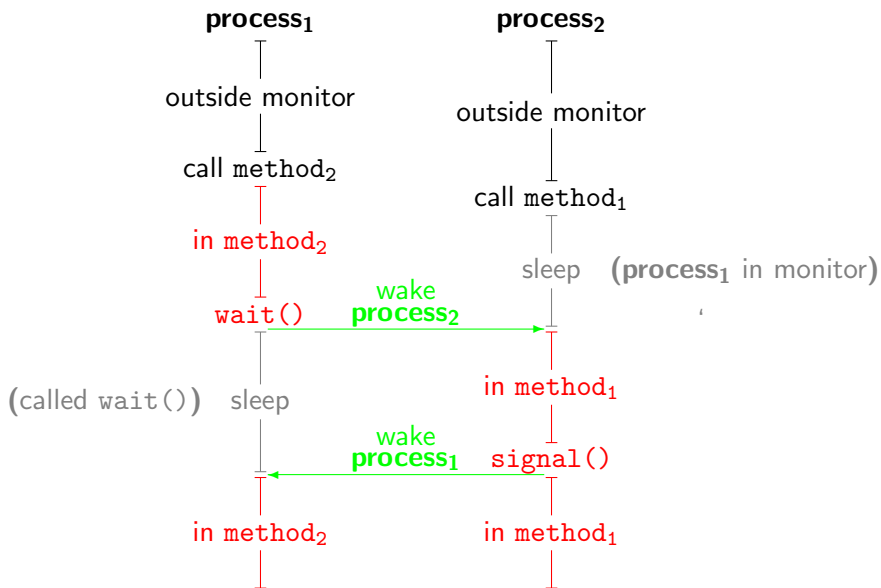 process₁ process₂
outside monitor
outside monitor
call method₂
call method₁
in method₂
sleep (process₁ in monitor)
wake
wait() process₂ ‘
in method₁
(called wait()) sleep
wake
process₁ signal()
in method₂ in method₁